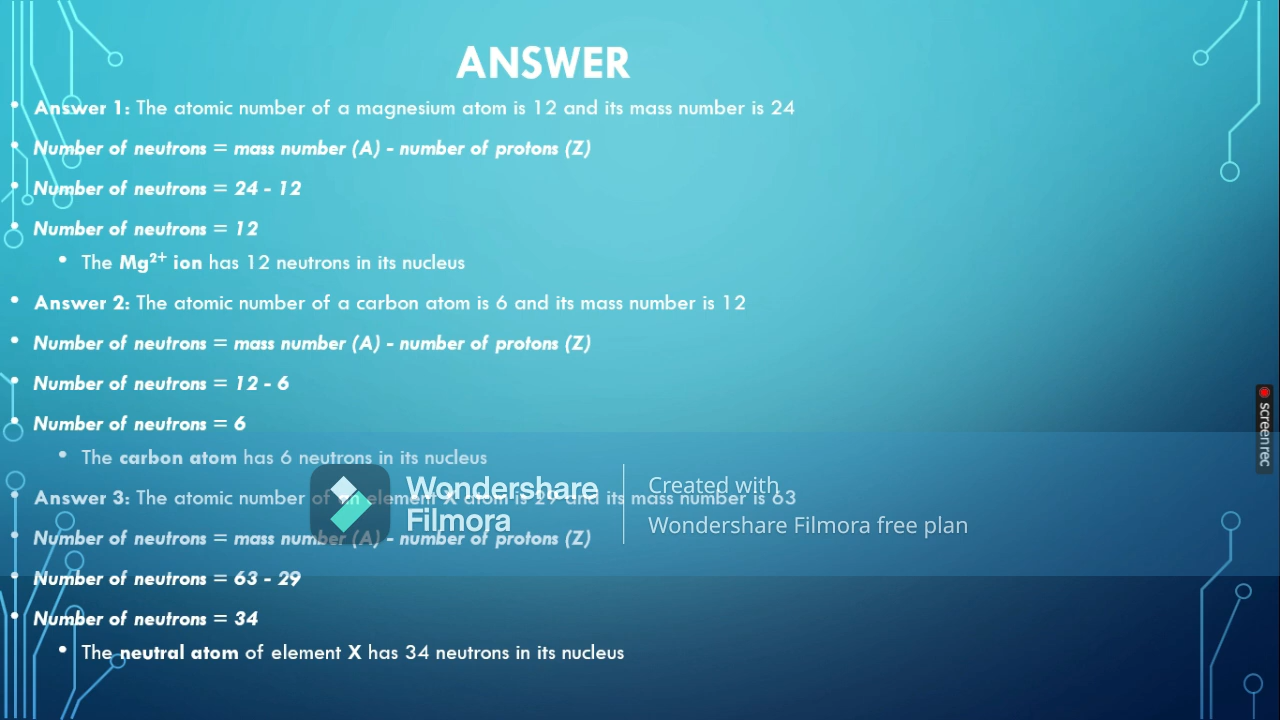 ANSWER
• Answer 1: The atomic number of a magnesium atom is 12 and its mass number is 24
• Number of neutrons = mass number (A) - number of protons (Z)
• Number of neutrons = 24 - 12
• Number of neutrons = 12
• The Mg²⁺ ion has 12 neutrons in its nucleus
• Answer 2: The atomic number of a carbon atom is 6 and its mass number is 12
• Number of neutrons = mass number (A) - number of protons (Z)
• Number of neutrons = 12 - 6
• Number of neutrons = 6
• The carbon atom has 6 neutrons in its nucleus
• Answer 3: The atomic number of an element X atom is 29 and its mass number is 63
• Number of neutrons = mass number (A) - number of protons (Z)
• Number of neutrons = 63 - 29
• Number of neutrons = 34
• The neutral atom of element X has 34 neutrons in its nucleus
Wondershare
Filmora
Created with
Wondershare Filmora free plan
screen rec